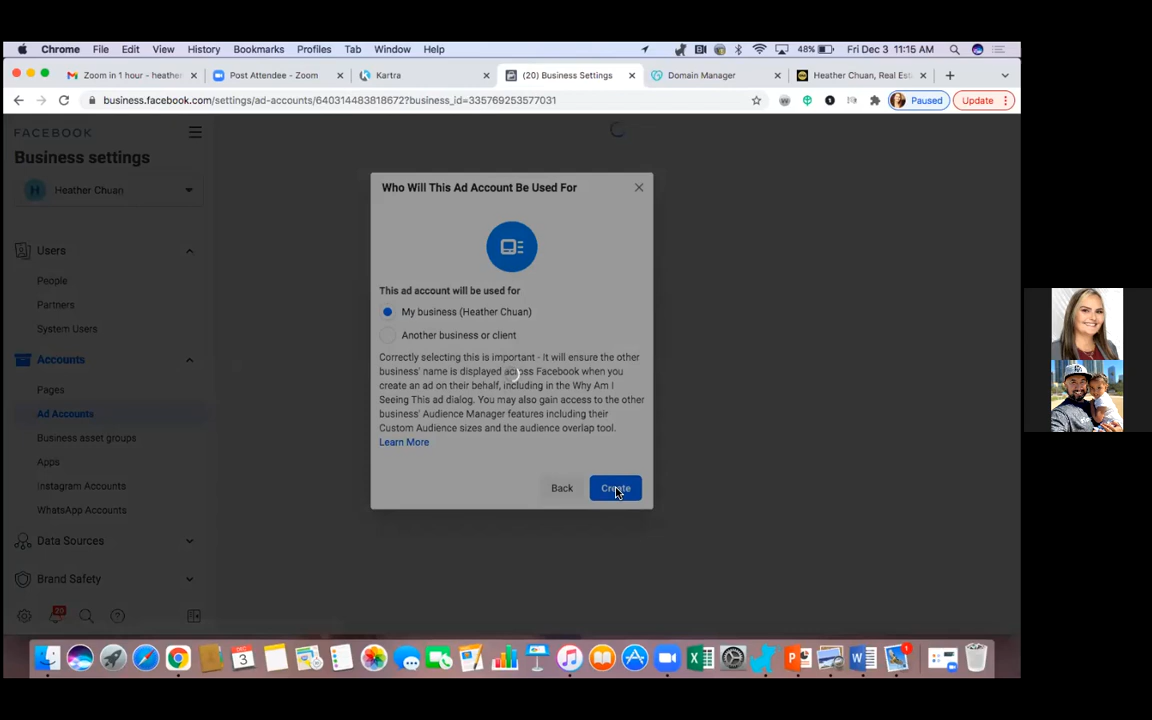 Chrome File Edit View History Bookmarks Profiles Tab Window Help 48% Fri Dec 3 11:15 AM
Zoom in 1 hour - heather Post Attendee - Zoom Kartra (20) Business Settings Domain Manager Heather Chuan, Real Est
business.facebook.com/settings/ad-accounts/640314483818672?business_id=335769253577031 Paused Update
FACEBOOK
Business settings
H Heather Chuan
Users
People
Partners
System Users
Accounts
Pages
Ad Accounts
Business asset groups
Apps
Instagram Accounts
WhatsApp Accounts
Data Sources
Brand Safety
20
Who Will This Ad Account Be Used For
This ad account will be used for
My business (Heather Chuan)
Another business or client
Correctly selecting this is important - It will ensure the other
business' name is displayed across Facebook when you
create an ad on their behalf, including in the Why Am I
Seeing This ad dialog. You may also gain access to the other
business' Audience Manager features including their
Custom Audience sizes and the audience overlap tool.
Learn More
Back Create
DEC
3
1